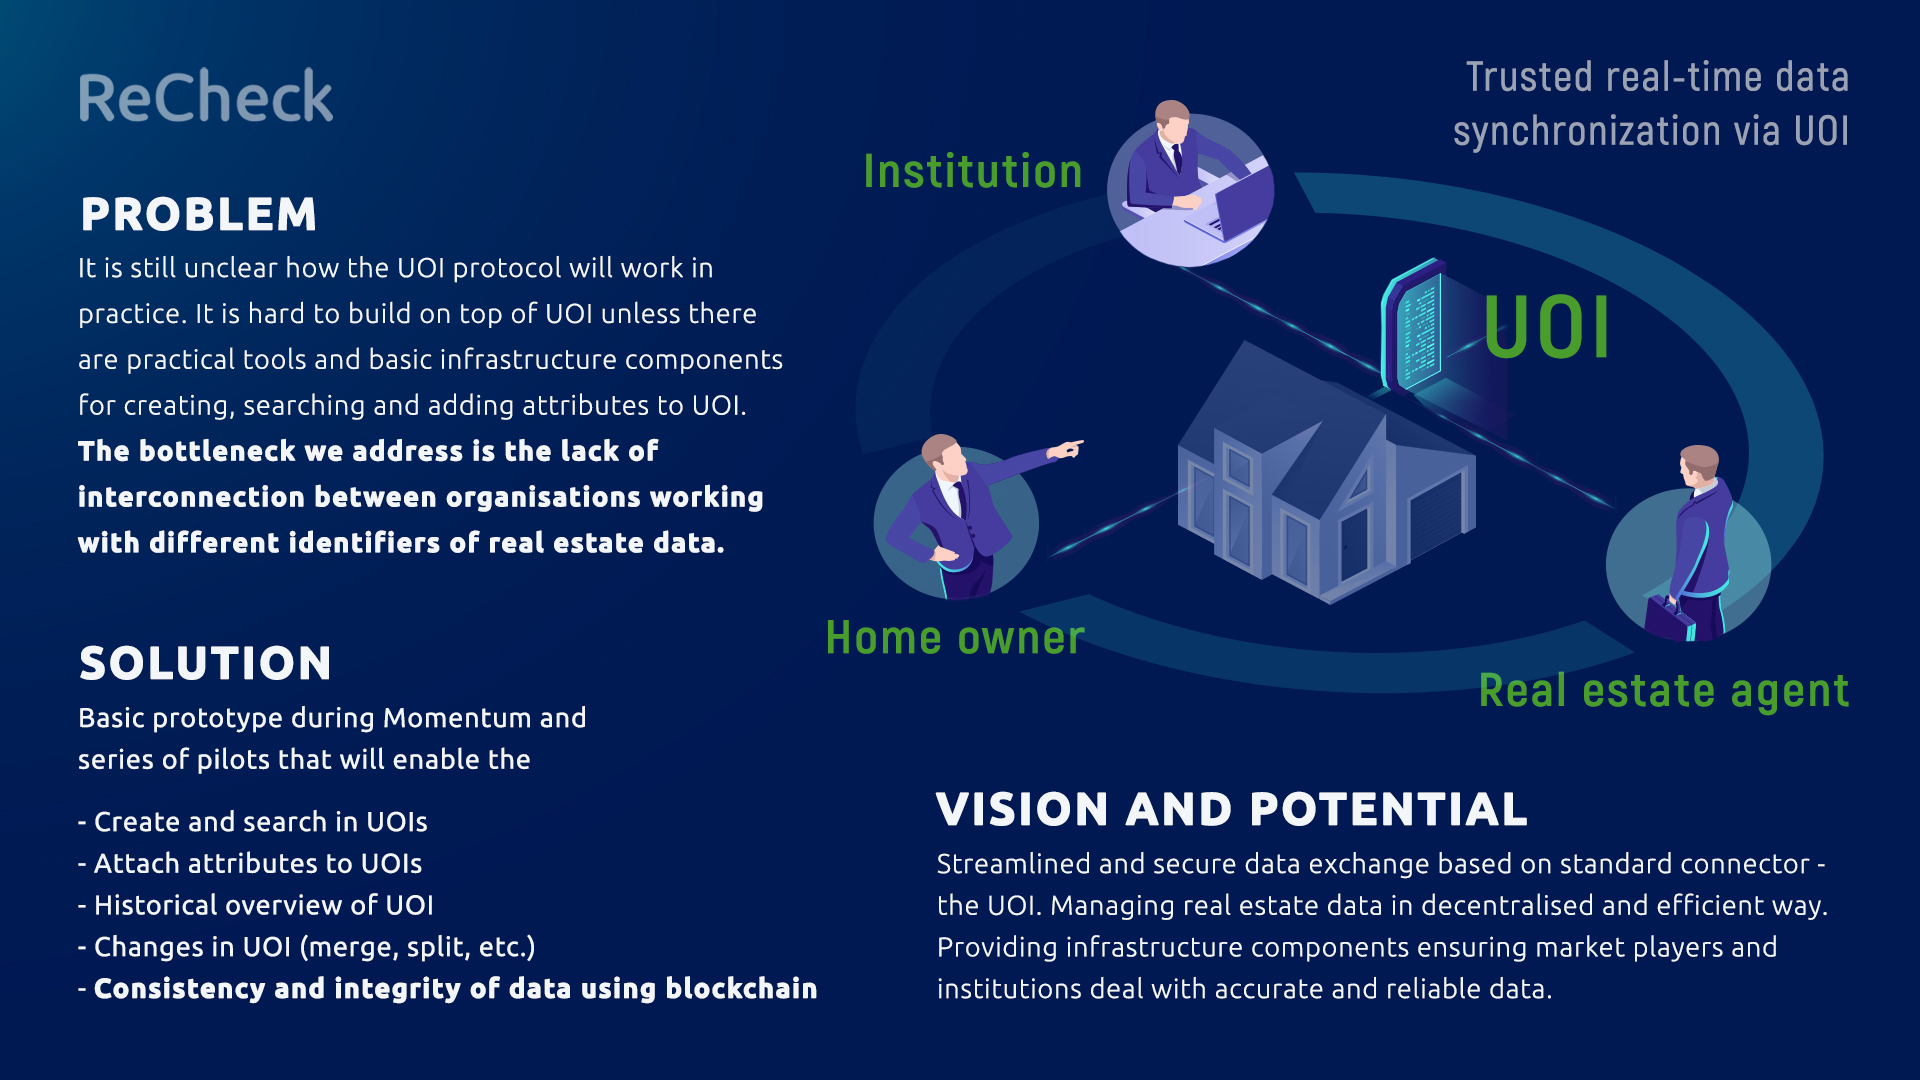 ReCheck
PROBLEM
It is still unclear how the UOI protocol will work in
practice. It is hard to build on top of UOI unless there
are practical tools and basic infrastructure components
for creating, searching and adding attributes to UOI.
The bottleneck we address is the lack of
interconnection between organisations working
with different identifiers of real estate data.
SOLUTION
Basic prototype during Momentum and
series of pilots that will enable the
- Create and search in UOIs
- Attach attributes to UOIs
- Historical overview of UOI
- Changes in UOI (merge, split, etc.)
- Consistency and integrity of data using blockchain
Trusted real-time data
synchronization via UOI
Institution
UOI
Home owner
Real estate agent
VISION AND POTENTIAL
Streamlined and secure data exchange based on standard connector -
the UOI. Managing real estate data in decentralised and efficient way.
Providing infrastructure components ensuring market players and
institutions deal with accurate and reliable data.